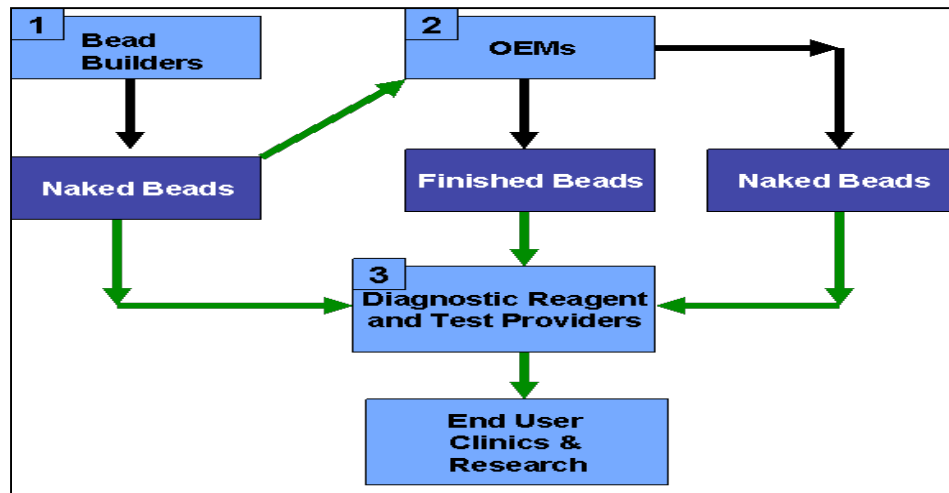 1
Bead
Builders
2
OEMs
Naked Beads
Finished Beads
Naked Beads
3
Diagnostic Reagent
and Test Providers
End User
Clinics &
Research